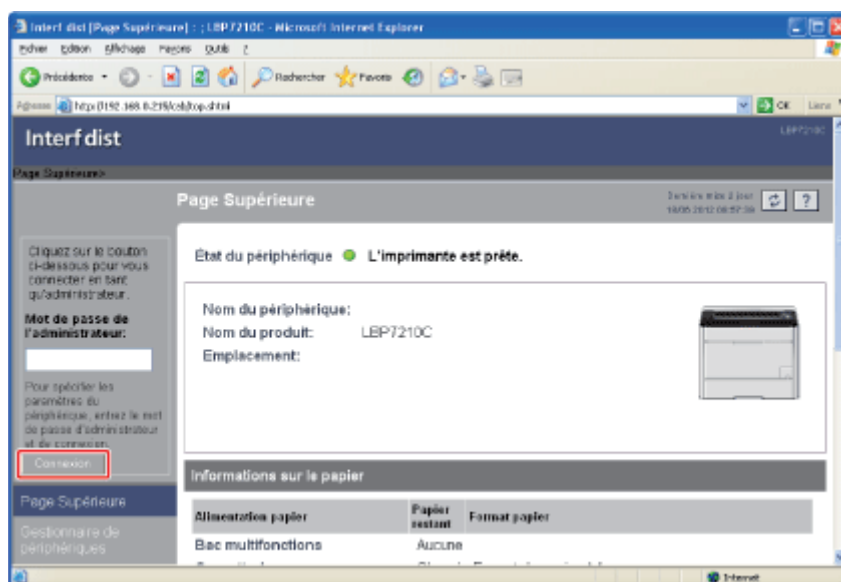 Interf dist [Page Supérieure] : ; LBP7210C - Microsoft Internet Explorer
Fichier Edition Affichage Favoris Outils ?
Précédente Rechercher Favoris
Adresse OK Liens
Interf dist
LBP7210C
Page Supérieure>
Page Supérieure
Dernière mise à jour
?
Cliquez sur le bouton
ci-dessous pour vous
connecter en tant
qu'administrateur.
Mot de passe de
l'administrateur:
Pour spécifier les
paramètres du
périphérique, entrez le mot
de passe d'administrateur
et de connexion.
Connexion
Page Supérieure
Gestionnaire de
périphériques
État du périphérique L'imprimante est prête.
Nom du périphérique:
Nom du produit: LBP7210C
Emplacement:
Informations sur le papier
Alimentation papier Papier restant Format papier
Bac multifonctions Aucune
Internet